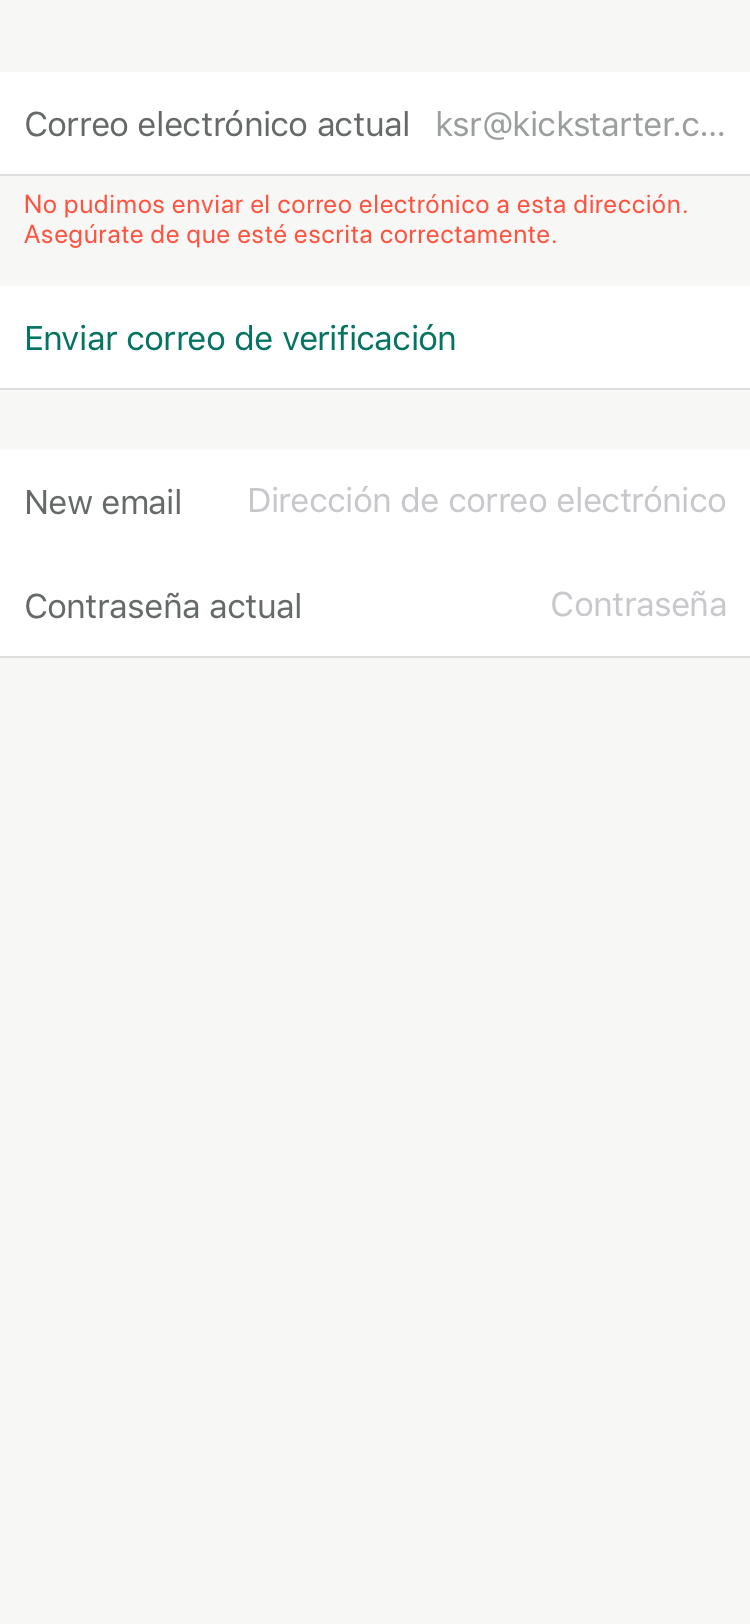 Correo electrónico actual ksr@kickstarter.c...
No pudimos enviar el correo electrónico a esta dirección.
Asegúrate de que esté escrita correctamente.
Enviar correo de verificación
New email Dirección de correo electrónico
Contraseña actual Contraseña